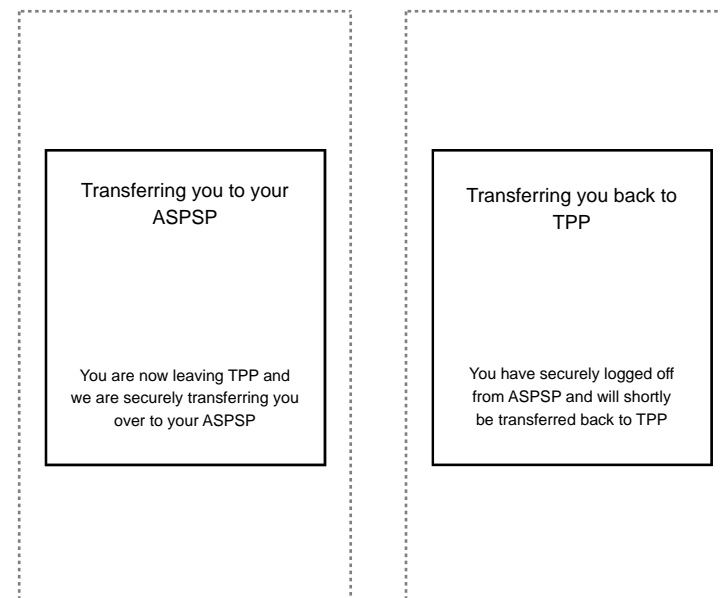 Transferring you to your
ASPSP
You are now leaving TPP and
we are securely transferring you
over to your ASPSP
Transferring you back to
TPP
You have securely logged off
from ASPSP and will shortly
be transferred back to TPP